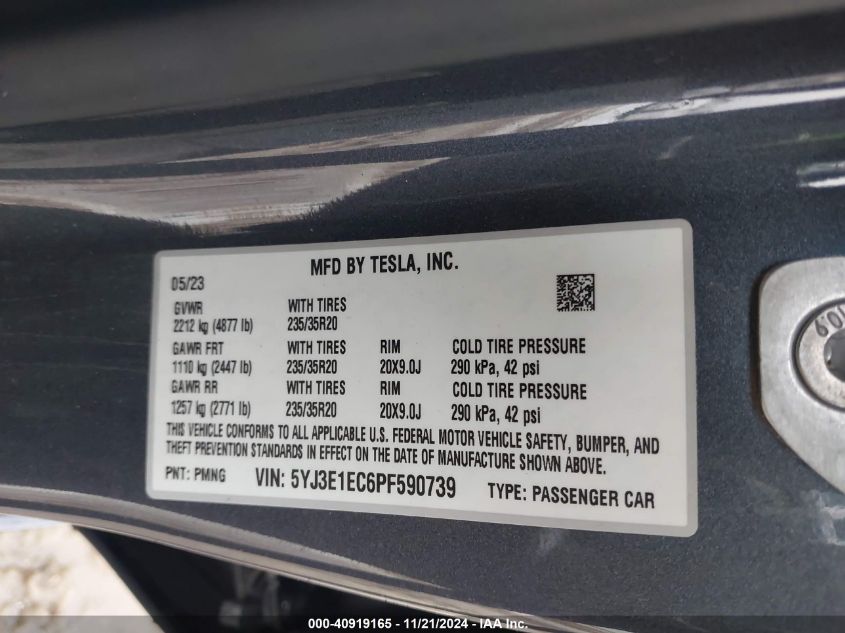 MFD BY TESLA, INC.
05/23
GVWR WITH TIRES
2212 kg (4877 lb) 235/35R20
GAWR FRT WITH TIRES RIM COLD TIRE PRESSURE
1110 kg (2447 lb) 235/35R20 20X9.0J 290 kPa, 42 psi
GAWR RR WITH TIRES RIM COLD TIRE PRESSURE
1257 kg (2771 lb) 235/35R20 20X9.0J 290 kPa, 42 psi
THIS VEHICLE CONFORMS TO ALL APPLICABLE U.S. FEDERAL MOTOR VEHICLE SAFETY, BUMPER, AND
THEFT PREVENTION STANDARDS IN EFFECT ON THE DATE OF MANUFACTURE SHOWN ABOVE.
PNT: PMNG VIN: 5YJ3E1EC6PF590739 TYPE: PASSENGER CAR
000-40919165 - 11/21/2024 - IAA Inc.